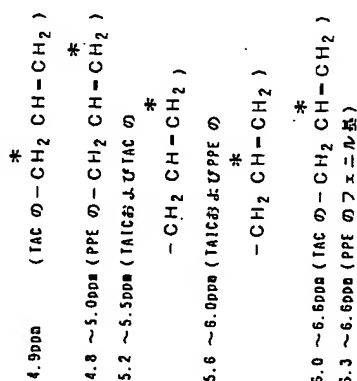 *
4.9ppm (TAC の−CH₂ CH−CH₂)
*
4.8 ～5.0ppm (PPE の−CH₂ CH−CH₂)
5.2 ～5.5ppm (TAICおよびTAC の
*
−CH₂ CH−CH₂ )
5.6 ～6.0ppm (TAICおよびPPE の
*
−CH₂ CH−CH₂ )
*
6.0 ～6.6ppm (TAC の−CH₂ CH−CH₂)
6.3 ～6.6ppm (PPE のフェニル基)